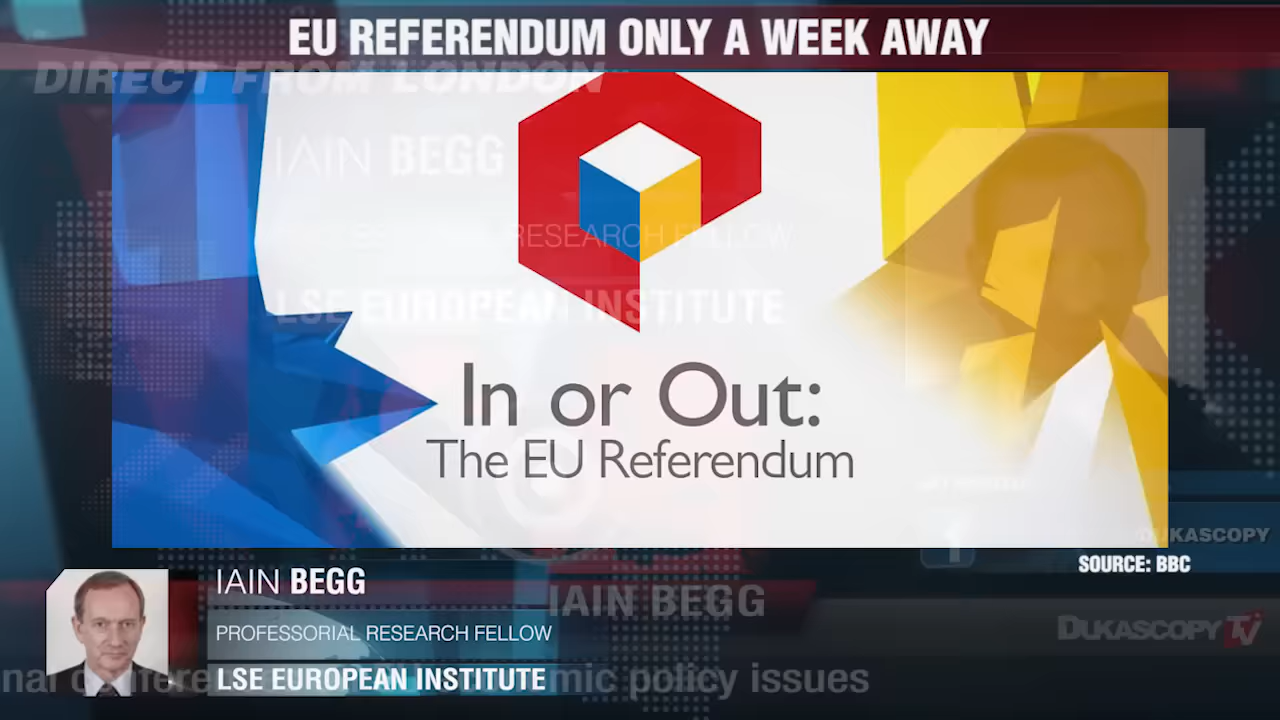 EU REFERENDUM ONLY A WEEK AWAY
DIRECT FROM LONDON
IAIN BEGG
RESEARCH FELLOW
LSE EUROPEAN INSTITUTE
In or Out:
The EU Referendum
DUKASCOPY
SOURCE: BBC
IAIN BEGG
IAIN BEGG
PROFESSORIAL RESEARCH FELLOW
DUKASCOPY TV
LSE EUROPEAN INSTITUTE
policy issues